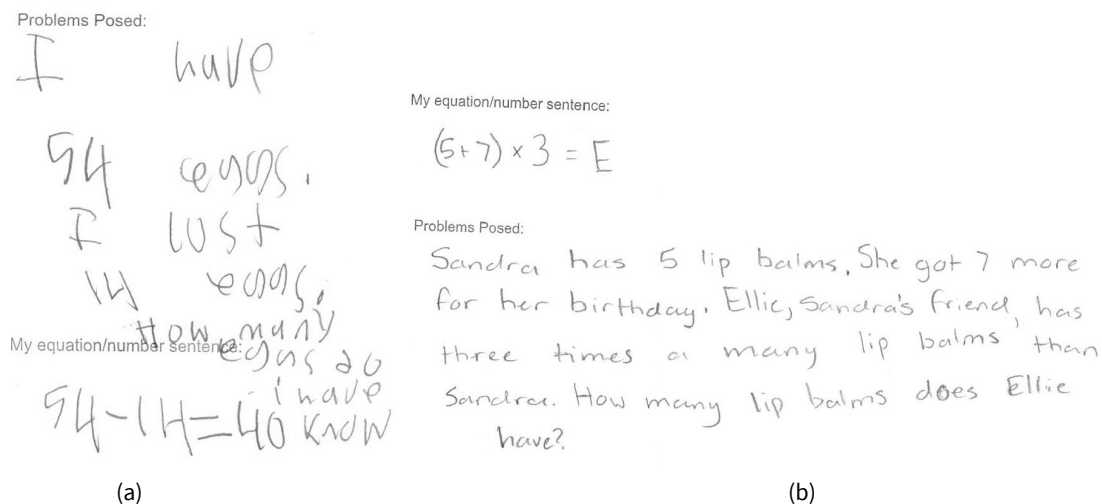 Problems Posed:
I have
54 eggs.
I lost
14 eggs.
How many
eggs do
i have
know
My equation/number sentence:
54-14=40
(a)
My equation/number sentence:
(5+7) × 3 = E
Problems Posed:
Sandra has 5 lip balms. She got 7 more
for her birthday. Ellie, Sandra's friend, has
three times a many lip balms than
Sandra. How many lip balms does Ellie
have?
(b)